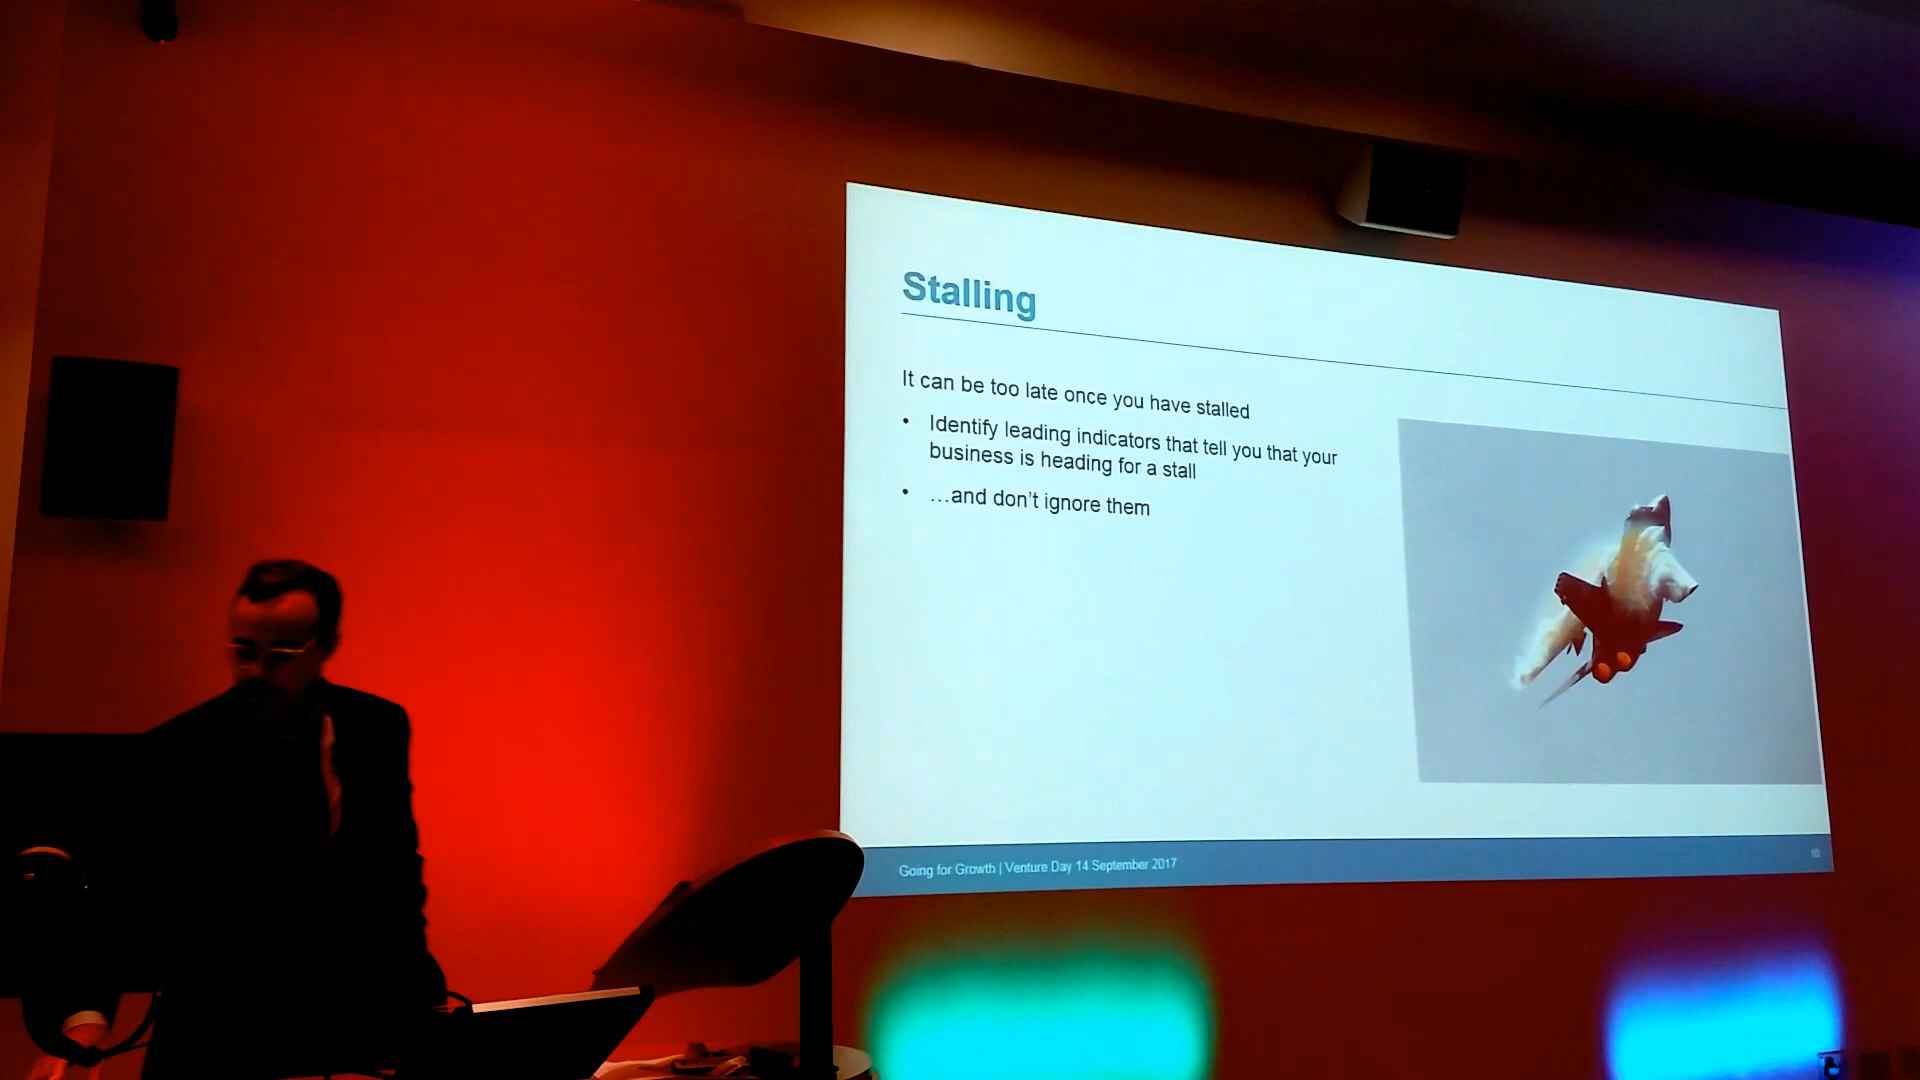 Stalling
It can be too late once you have stalled
• Identify leading indicators that tell you that your
business is heading for a stall
• …and don't ignore them
Going for Growth | Venture Day 14 September 2017